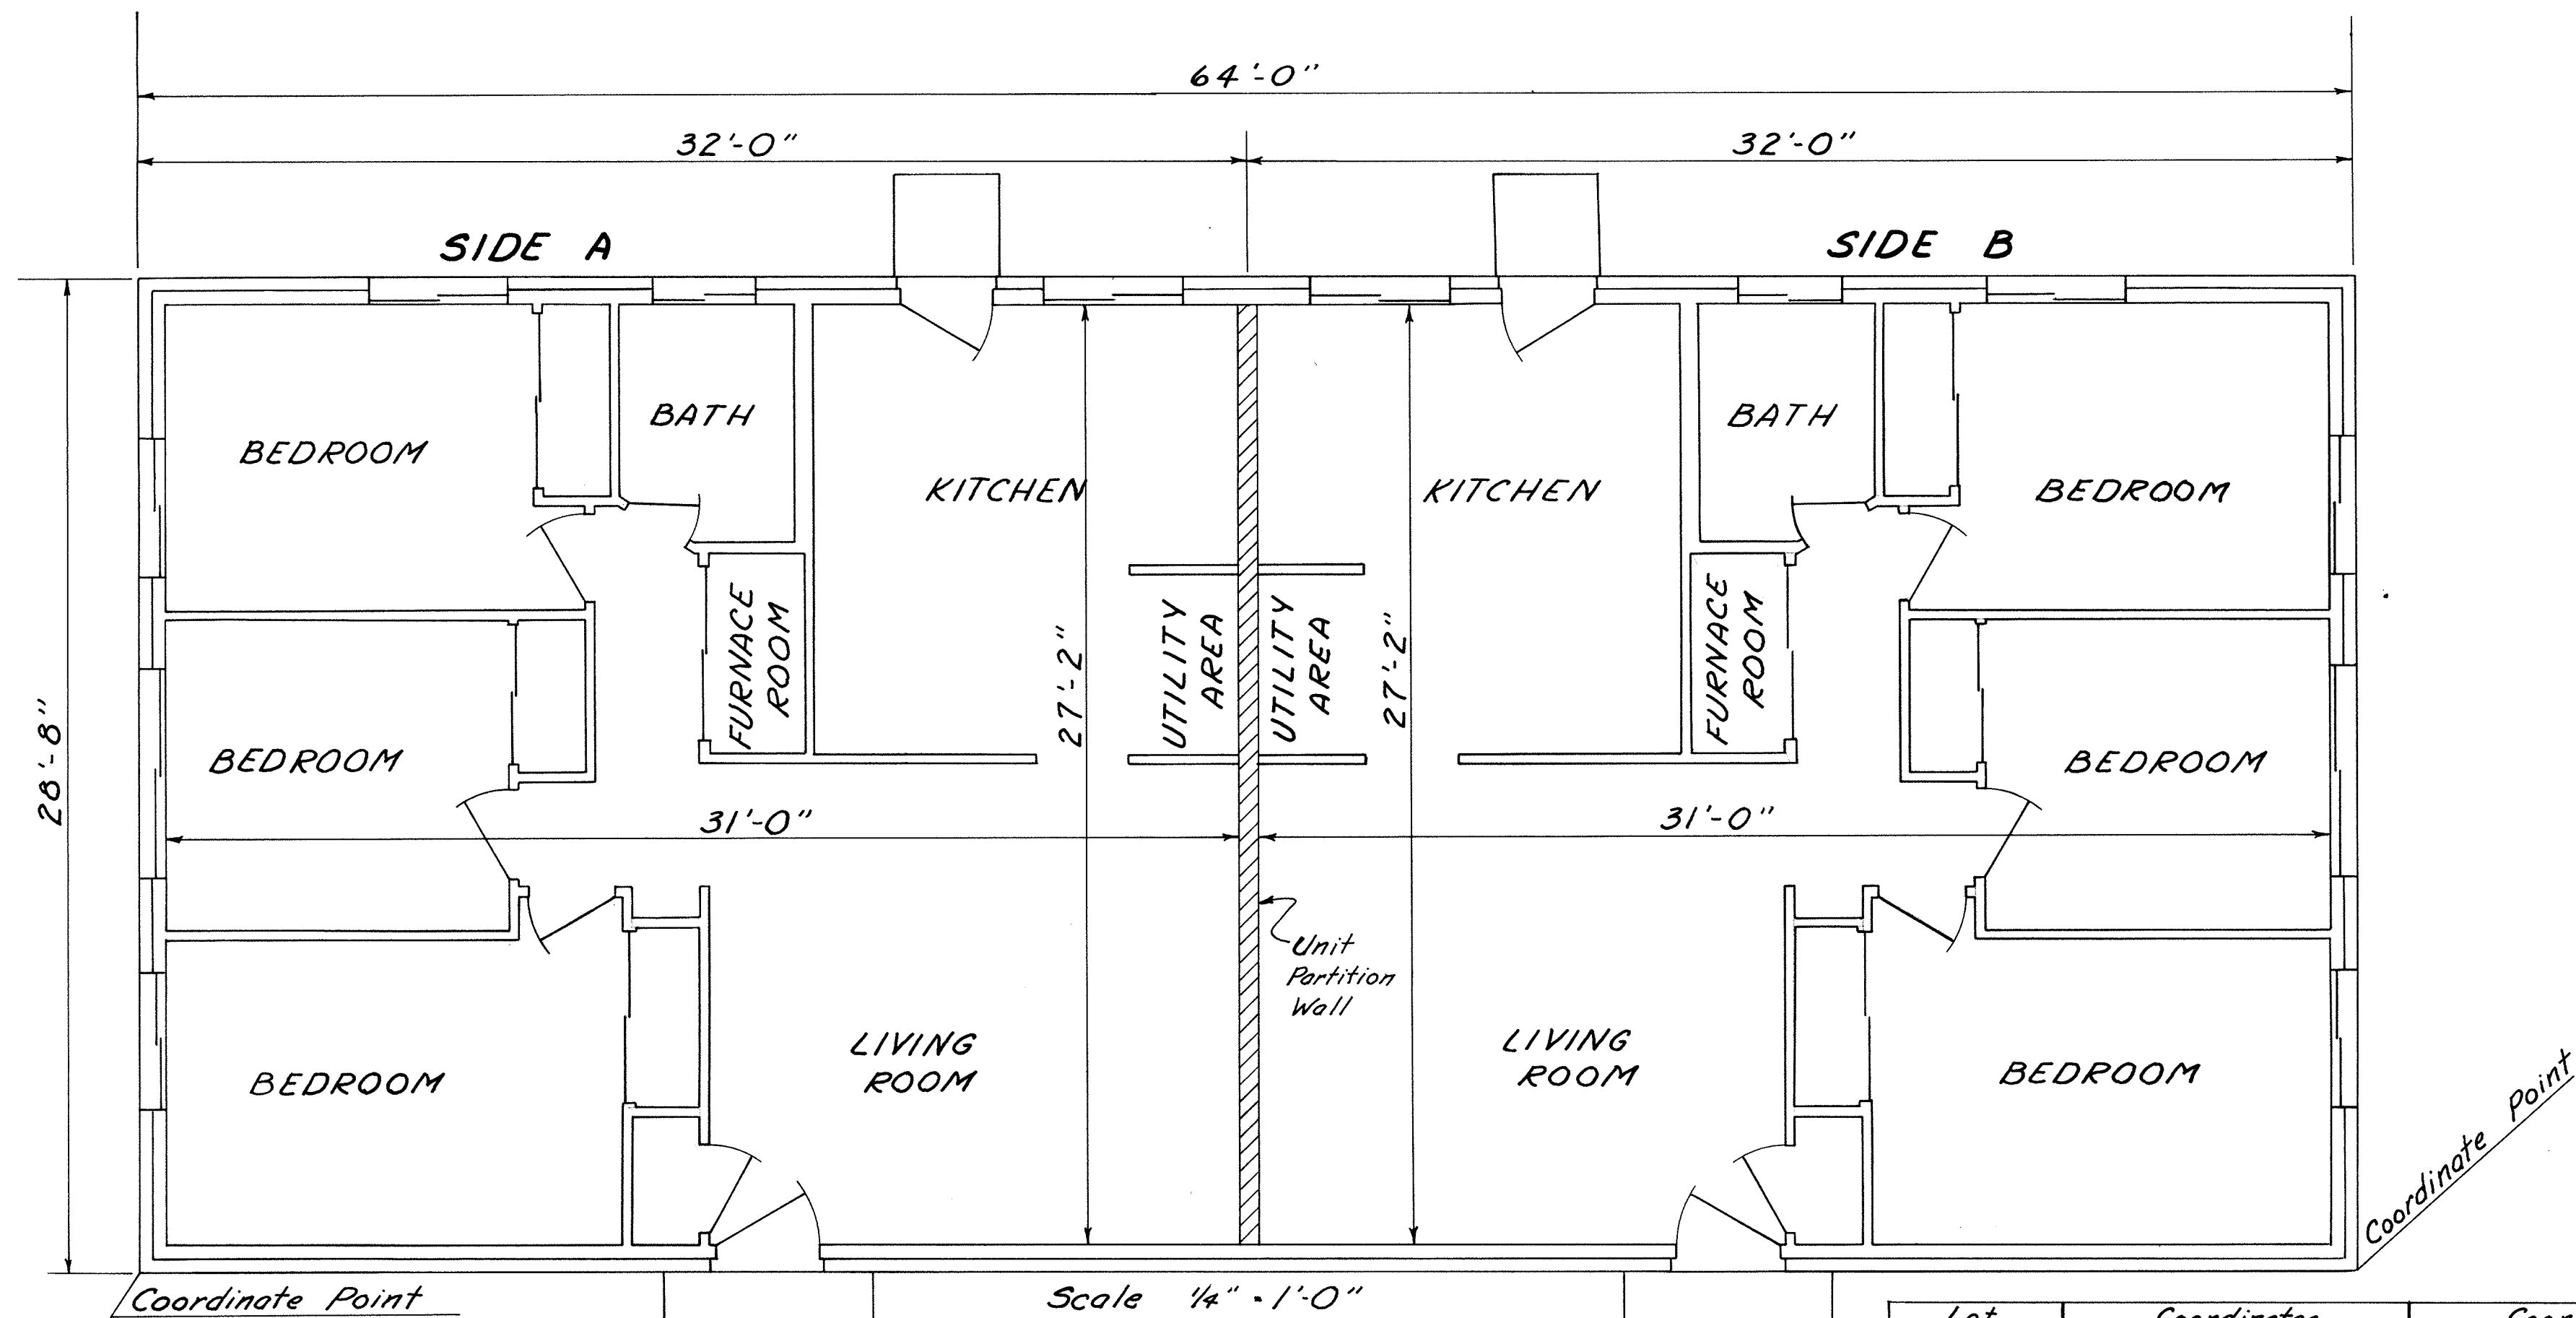 64'-0"
32'-0"
32'-0"
SIDE A
SIDE B
BATH
BATH
BEDROOM
KITCHEN
KITCHEN
BEDROOM
FURNACE
ROOM
UTILITY
AREA
UTILITY
AREA
FURNACE
ROOM
27'-2"
27'-2"
28'-8"
BEDROOM
BEDROOM
31'-0"
31'-0"
Unit
Partition
Wall
LIVING
ROOM
LIVING
ROOM
BEDROOM
BEDROOM
Coordinate Point
Coordinate Point
Scale 1/4" = 1'-0"
Lot
Coordinates